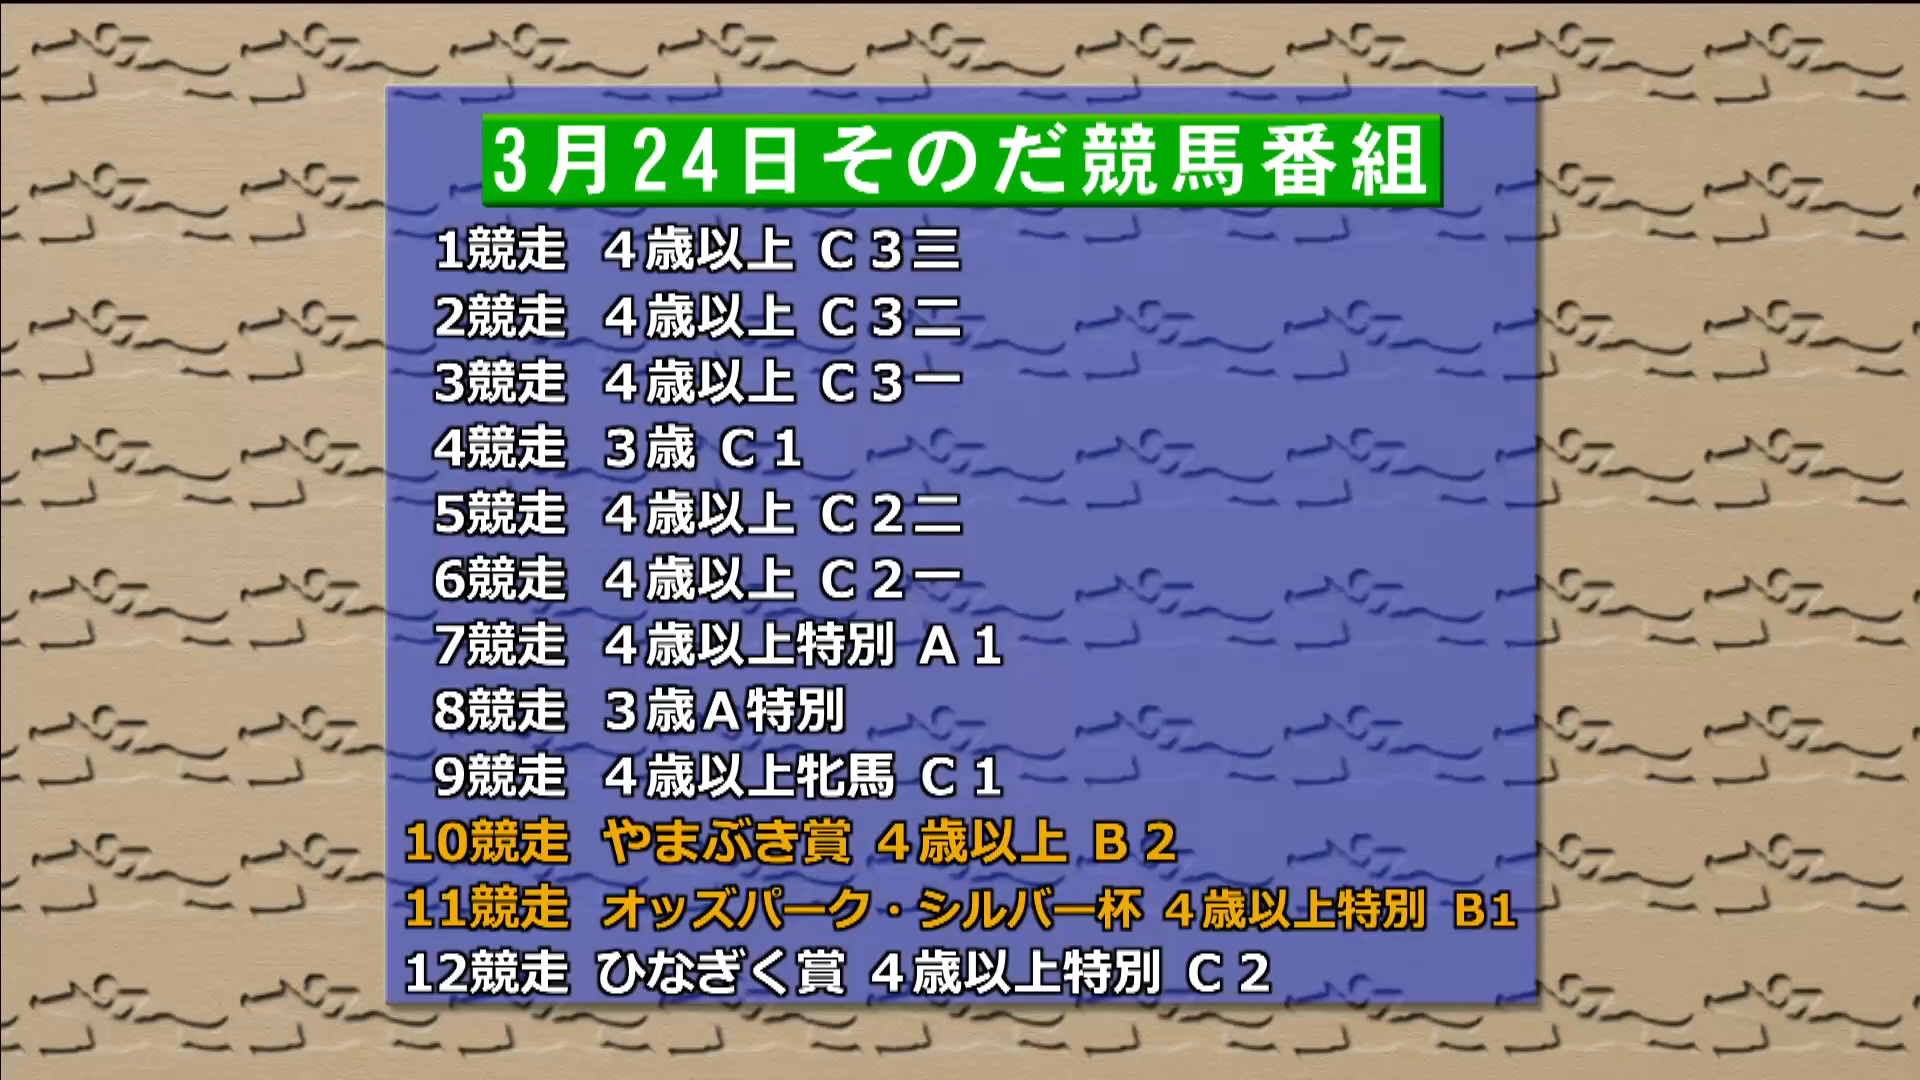 3月24日そのだ競馬番組
1競走 4歳以上 C3三
2競走 4歳以上 C3二
3競走 4歳以上 C3一
4競走 3歳 C1
5競走 4歳以上 C2二
6競走 4歳以上 C2一
7競走 4歳以上特別 A1
8競走 3歳A特別
9競走 4歳以上牝馬 C1
10競走 やまぶき賞 4歳以上 B2
11競走 オッズパーク・シルバー杯 4歳以上特別 B1
12競走 ひなぎく賞 4歳以上特別 C2